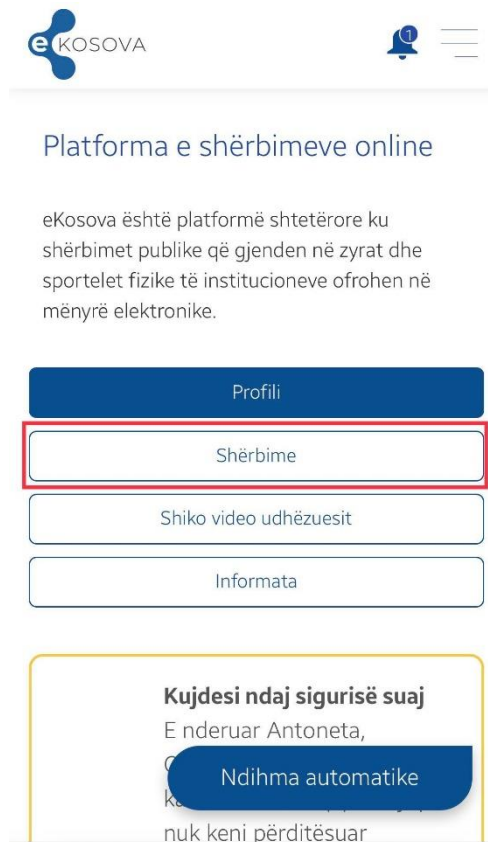 eKOSOVA
1
Platforma e shërbimeve online
eKosova është platformë shtetërore ku
shërbimet publike që gjenden në zyrat dhe
sportelet fizike të institucioneve ofrohen në
mënyrë elektronike.
Profili
Shërbime
Shiko video udhëzuesit
Informata
Kujdesi ndaj sigurisë suaj
E nderuar Antoneta,
Ndihma automatike
nuk keni përditësuar